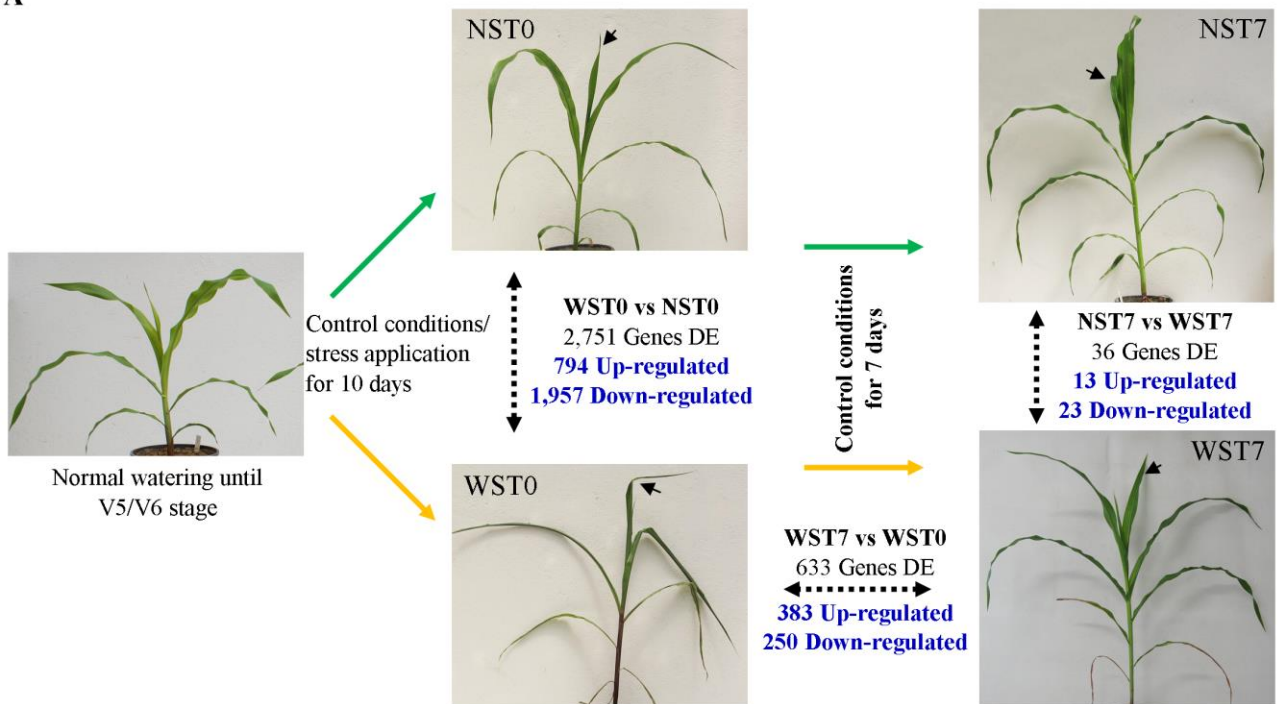 A
NST0
NST7
Control conditions/
stress application
for 10 days
WST0 vs NST0
2,751 Genes DE
794 Up-regulated
1,957 Down-regulated
Control conditions
for 7 days
NST7 vs WST7
36 Genes DE
13 Up-regulated
23 Down-regulated
Normal watering until
V5/V6 stage
WST0
WST7 vs WST0
633 Genes DE
383 Up-regulated
250 Down-regulated
WST7